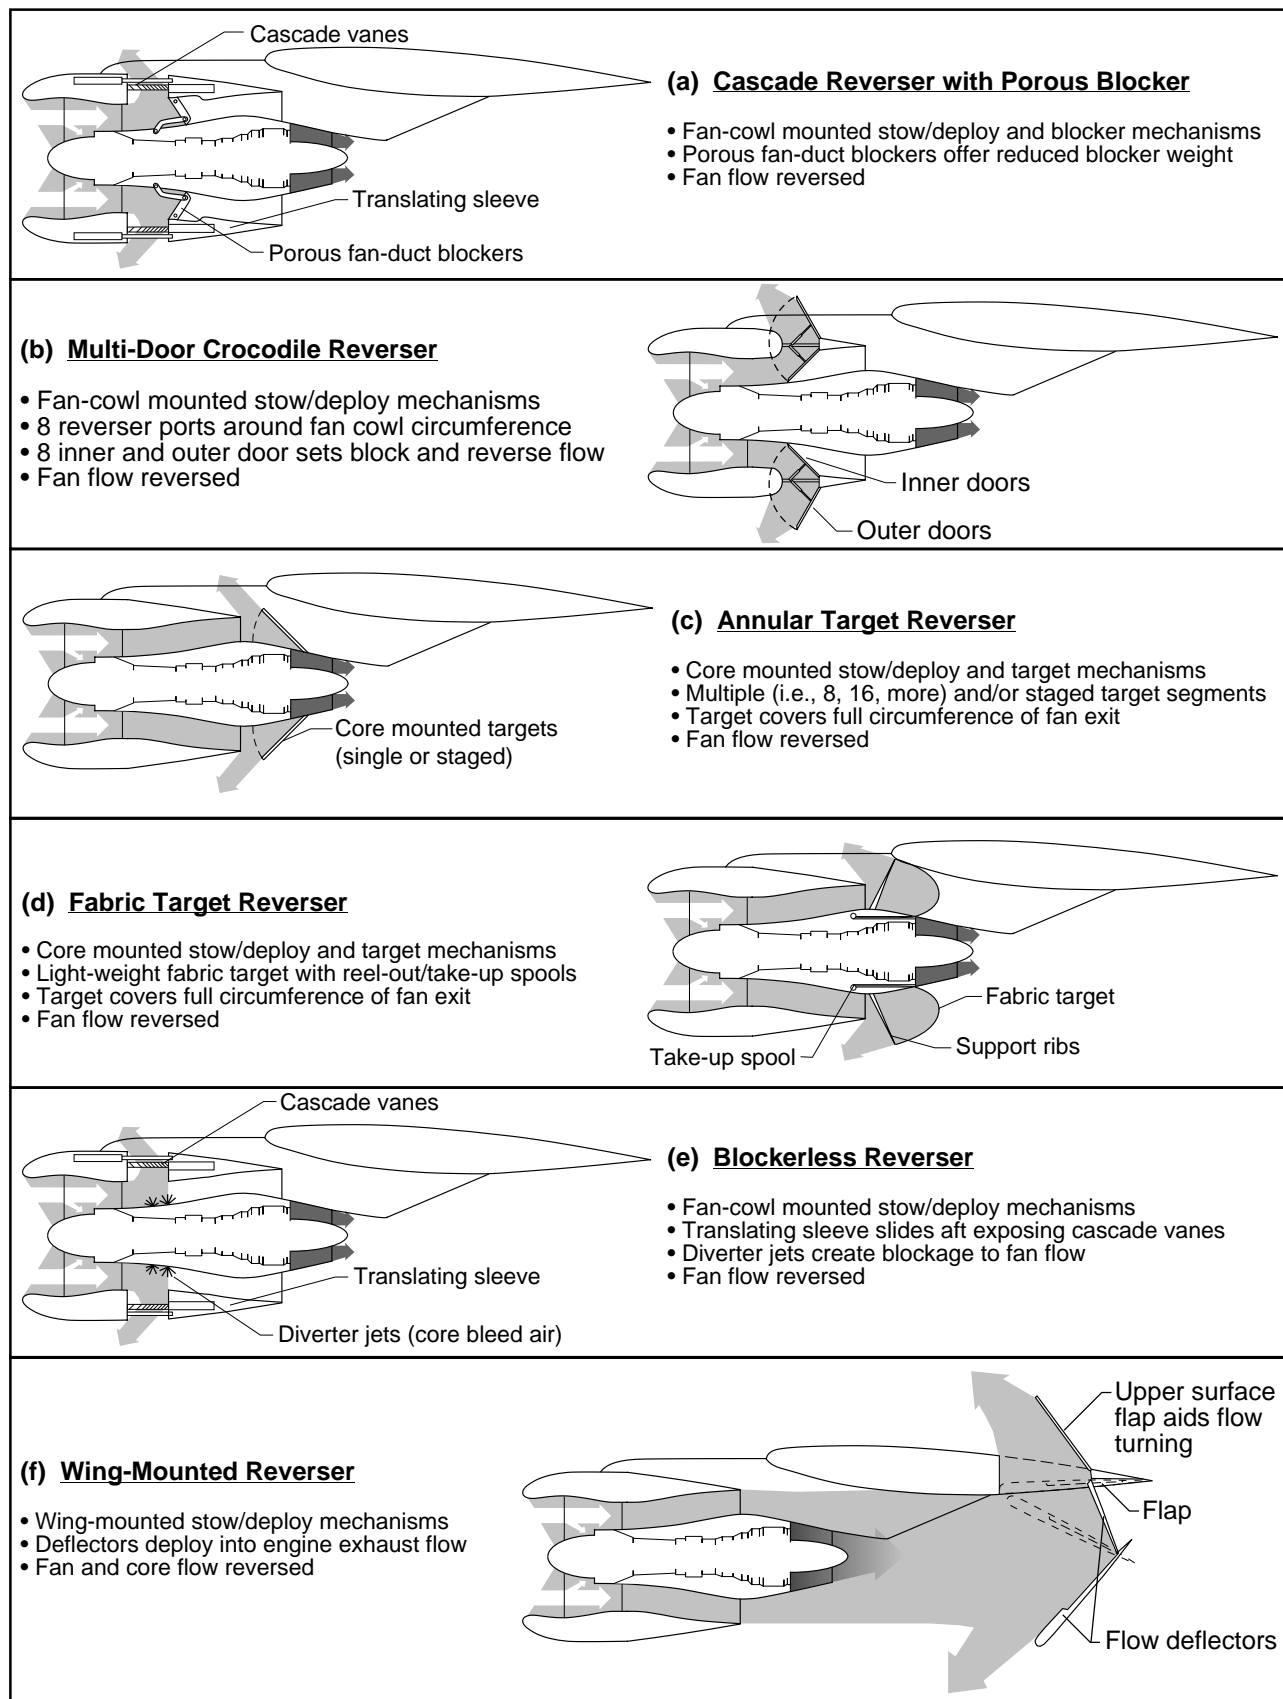 Cascade vanes
(a) Cascade Reverser with Porous Blocker
• Fan-cowl mounted stow/deploy and blocker mechanisms
• Porous fan-duct blockers offer reduced blocker weight
• Fan flow reversed
Translating sleeve
Porous fan-duct blockers
(b) Multi-Door Crocodile Reverser
• Fan-cowl mounted stow/deploy mechanisms
• 8 reverser ports around fan cowl circumference
• 8 inner and outer door sets block and reverse flow
• Fan flow reversed
Inner doors
Outer doors
(c) Annular Target Reverser
• Core mounted stow/deploy and target mechanisms
• Multiple (i.e., 8, 16, more) and/or staged target segments
• Target covers full circumference of fan exit
• Fan flow reversed
Core mounted targets
(single or staged)
(d) Fabric Target Reverser
• Core mounted stow/deploy and target mechanisms
• Light-weight fabric target with reel-out/take-up spools
• Target covers full circumference of fan exit
• Fan flow reversed
Fabric target
Support ribs
Take-up spool
Cascade vanes
(e) Blockerless Reverser
• Fan-cowl mounted stow/deploy mechanisms
• Translating sleeve slides aft exposing cascade vanes
• Diverter jets create blockage to fan flow
• Fan flow reversed
Translating sleeve
Diverter jets (core bleed air)
(f) Wing-Mounted Reverser
• Wing-mounted stow/deploy mechanisms
• Deflectors deploy into engine exhaust flow
• Fan and core flow reversed
Upper surface
flap aids flow
turning
Flap
Flow deflectors